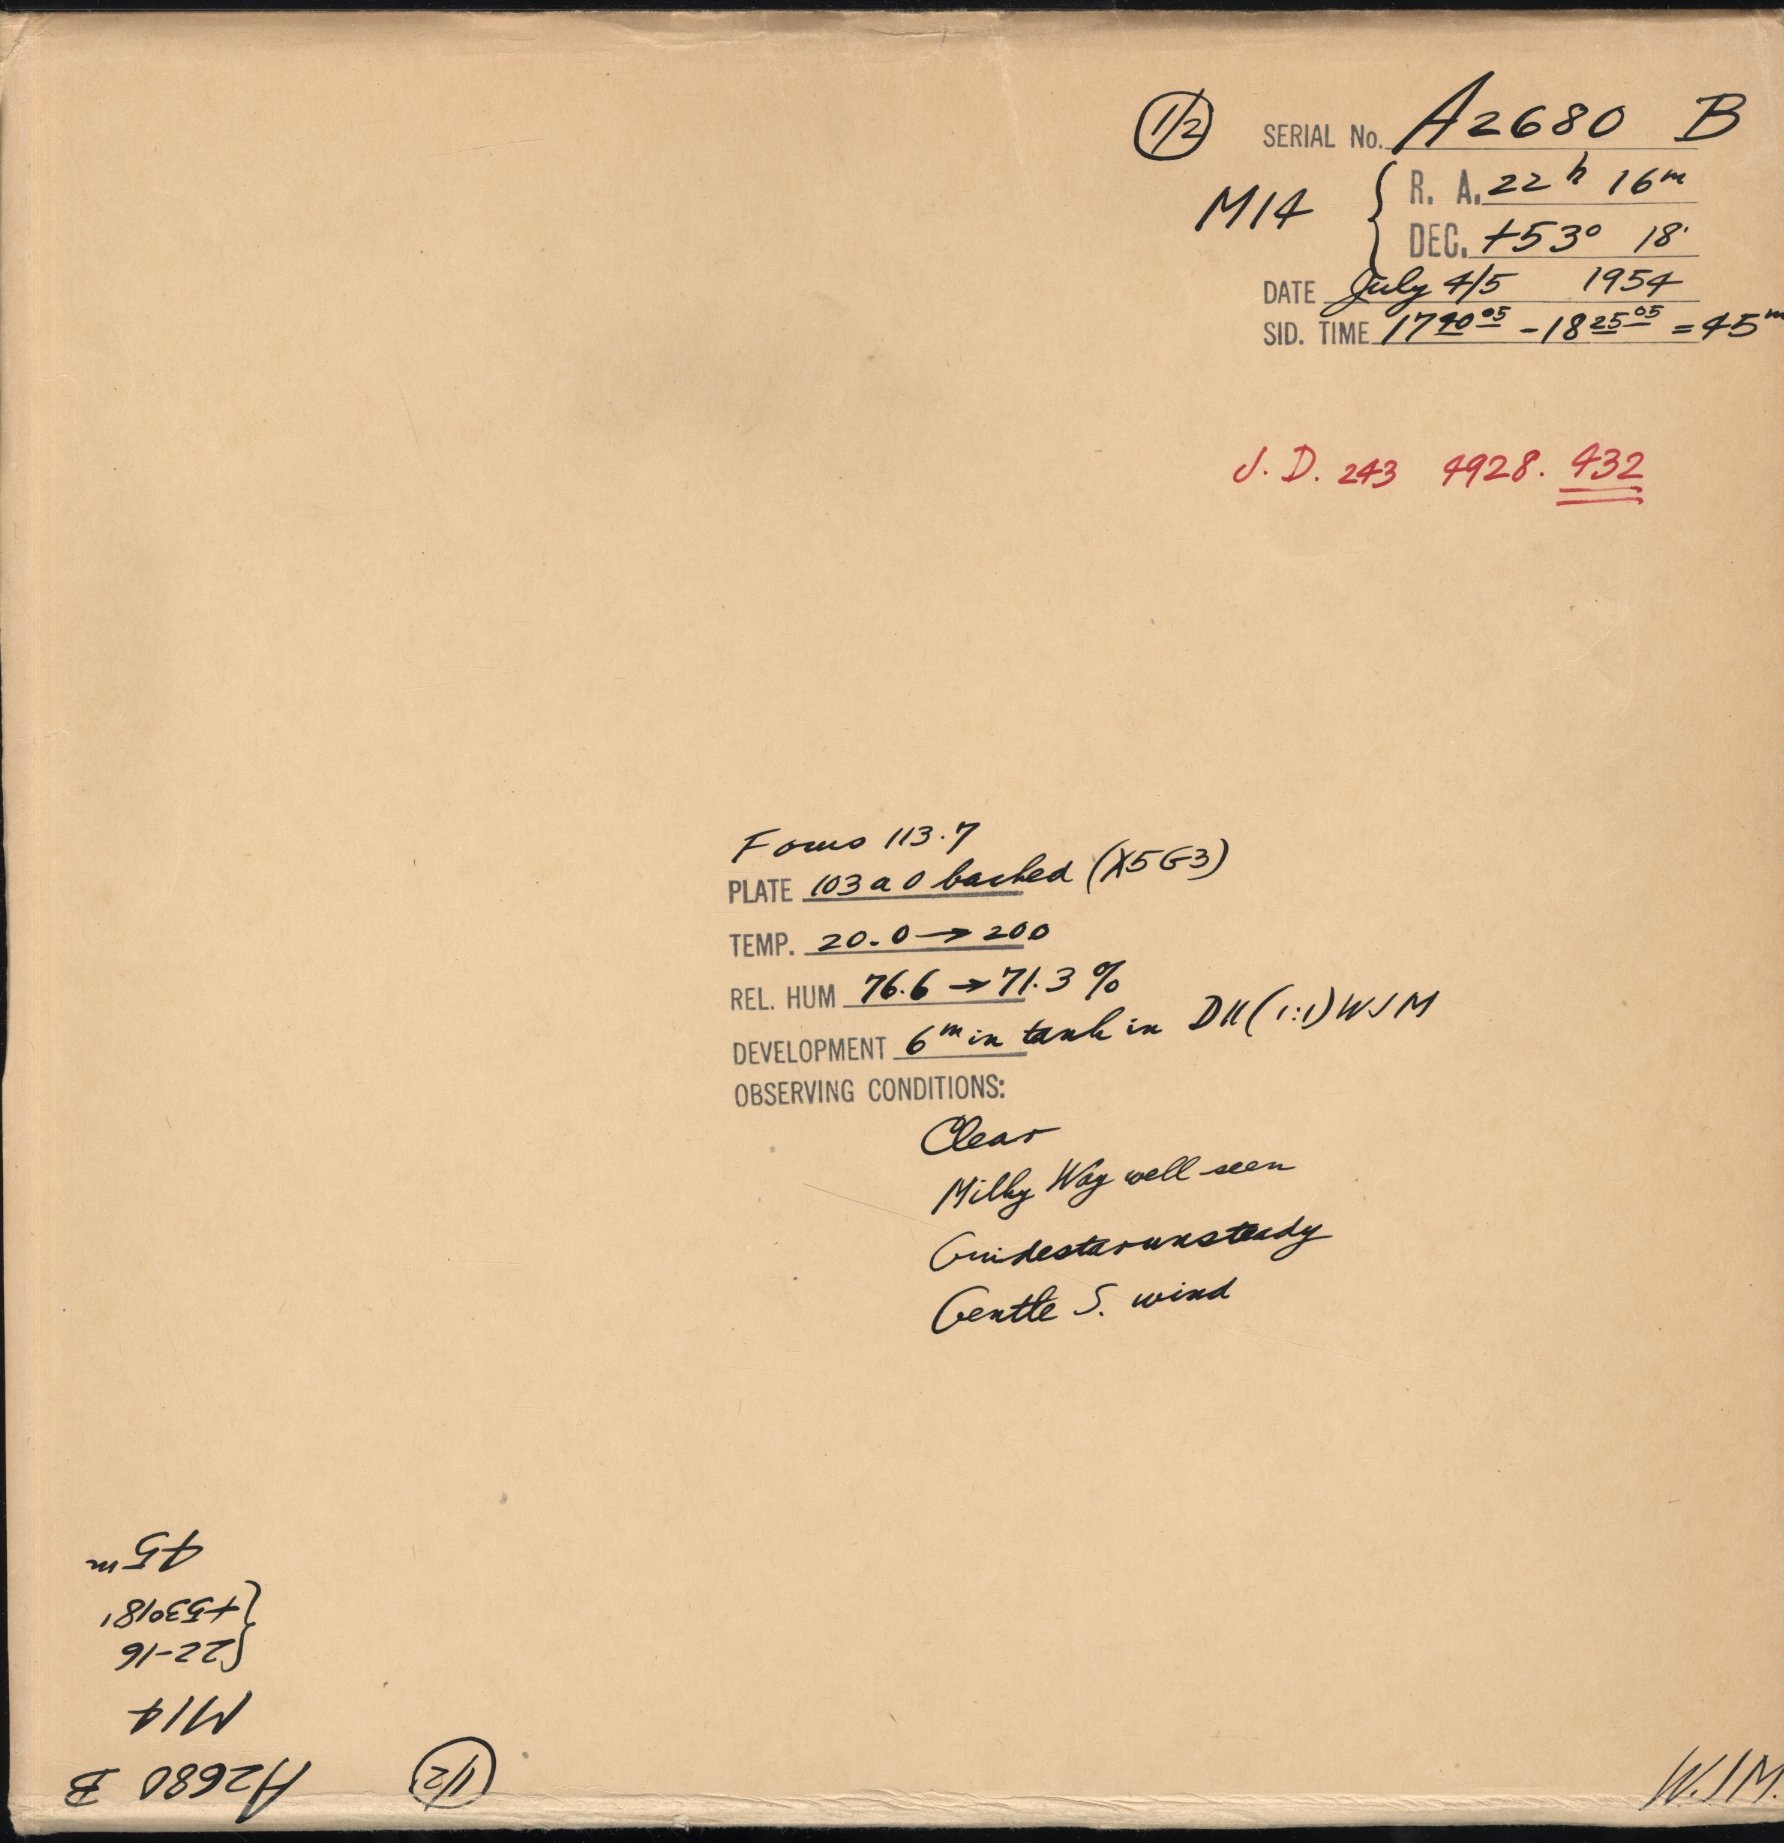 1/2 SERIAL No. A2680 B
M14 { R. A. 22h 16m
DEC. +53° 18'
DATE July 4/5 1954
SID. TIME 17 40 05 - 18 25 05 = 45m
J. D. 243 4928. 432
Focus 113.7
PLATE 103 a O backed (X5G3)
TEMP. 20.0 → 20.0
REL. HUM 76.6 → 71.3 %
DEVELOPMENT 6m in tank in D11 (1:1) WJM
OBSERVING CONDITIONS:
Clear
Milky Way well seen
Guidestar unsteady
Gentle S. wind
A2680 B 1/2
M14
{ 22-16
+53°18'
45m
W.J.M.